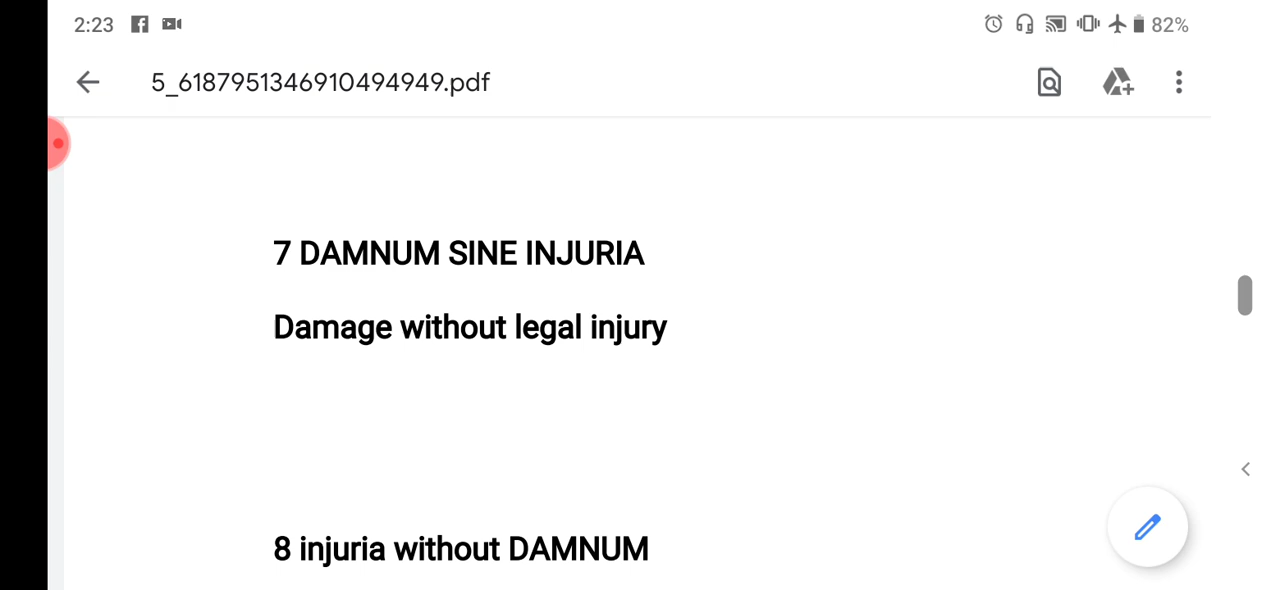 2:23
82%
5_6187951346910494949.pdf
7 DAMNUM SINE INJURIA
Damage without legal injury
8 injuria without DAMNUM